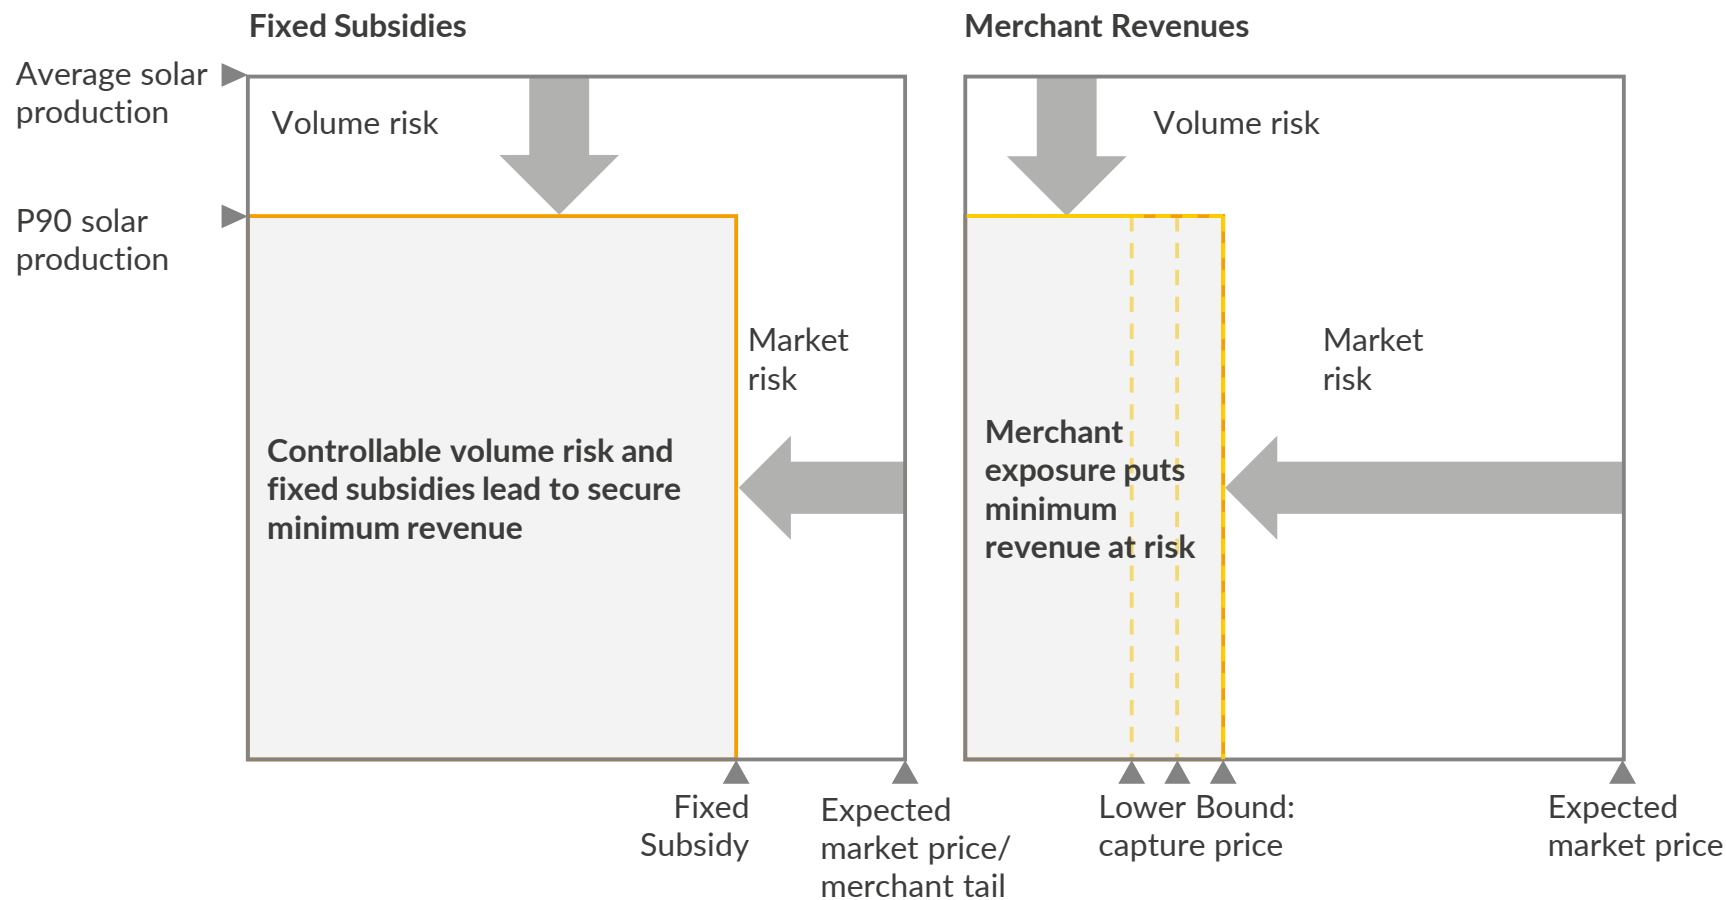 Fixed Subsidies
Average solar
production
Volume risk
P90 solar
production
Market
risk
Controllable volume risk and
fixed subsidies lead to secure
minimum revenue
Fixed
Subsidy
Expected
market price/
merchant tail
Merchant Revenues
Volume risk
Market
risk
Merchant
exposure puts
minimum
revenue at risk
Lower Bound:
capture price
Expected
market price